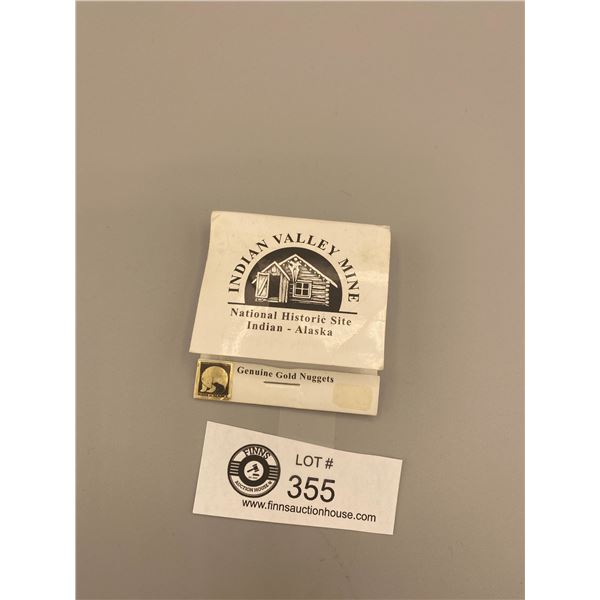 INDIAN VALLEY MINE
National Historic Site
Indian - Alaska
Genuine Gold Nuggets
FINNS
AUCTION HOUSE
LOT #
355
www.finnsauctionhouse.com